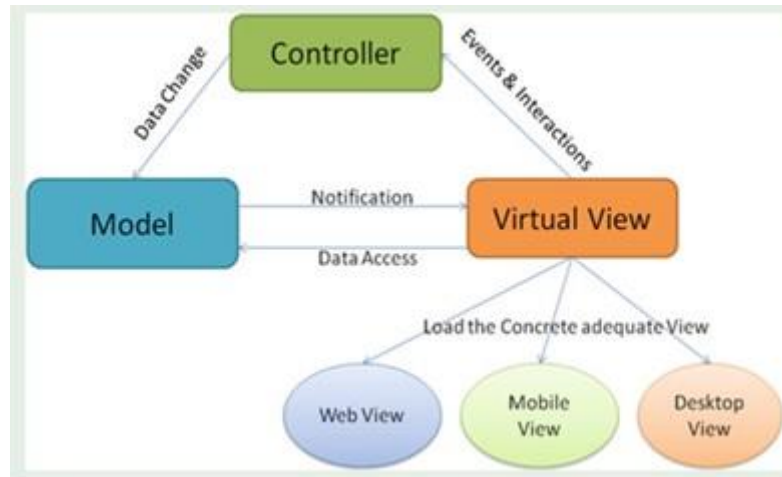 Controller
Data Change
Events & Interactions
Model
Notification
Virtual View
Data Access
Load the Concrete adequate View
Web View
Mobile
View
Desktop
View